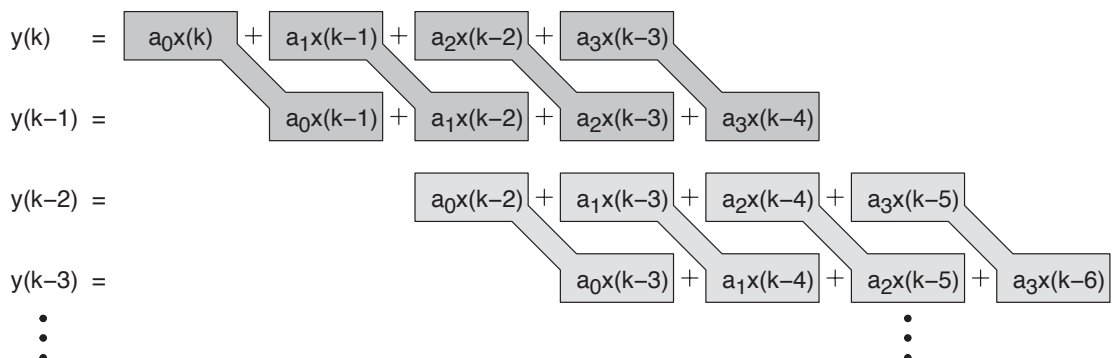 y(k) = a₀x(k) + a₁x(k−1) + a₂x(k−2) + a₃x(k−3)
y(k−1) = a₀x(k−1) + a₁x(k−2) + a₂x(k−3) + a₃x(k−4)
y(k−2) = a₀x(k−2) + a₁x(k−3) + a₂x(k−4) + a₃x(k−5)
y(k−3) = a₀x(k−3) + a₁x(k−4) + a₂x(k−5) + a₃x(k−6)